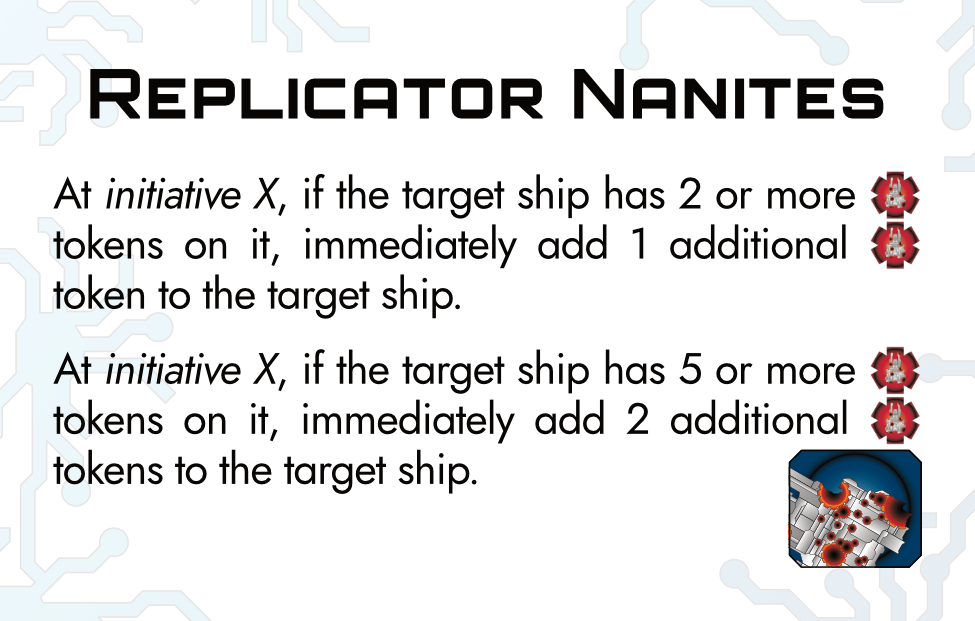 Replicator Nanites
At initiative X, if the target ship has 2 or more
tokens on it, immediately add 1 additional
token to the target ship.
At initiative X, if the target ship has 5 or more
tokens on it, immediately add 2 additional
tokens to the target ship.